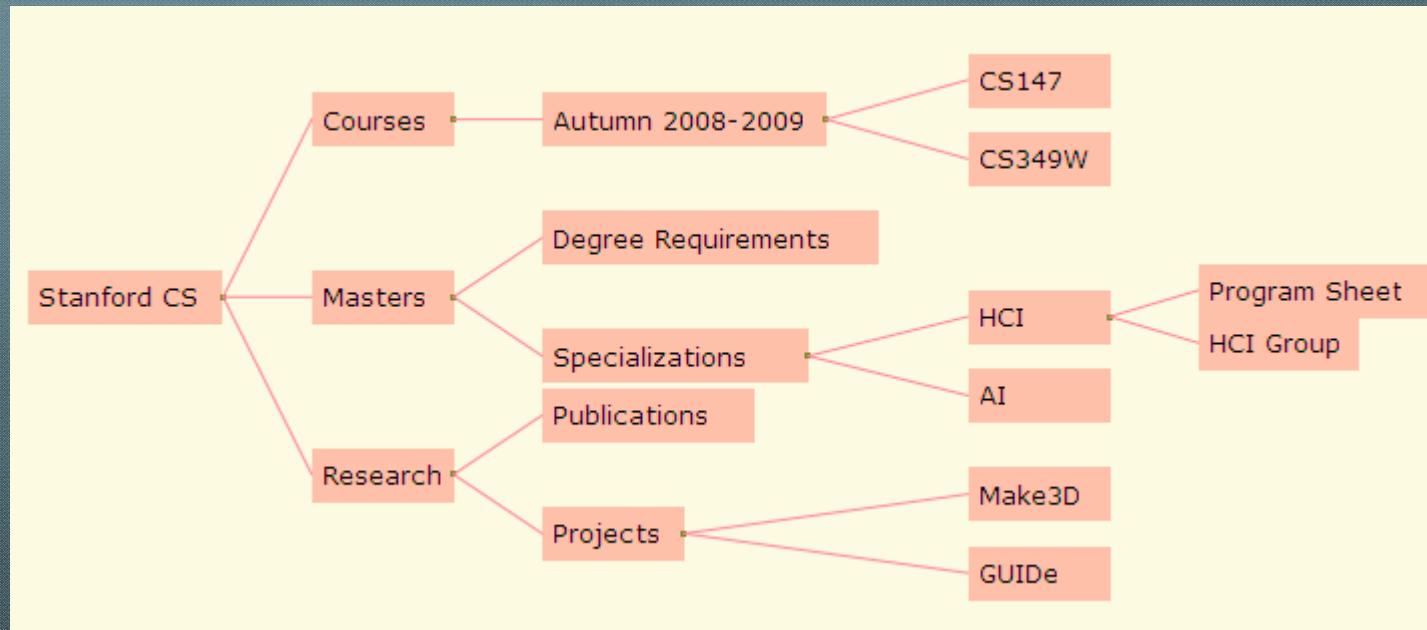 Stanford CS
Courses
Autumn 2008-2009
CS147
CS349W
Masters
Degree Requirements
Specializations
HCI
Program Sheet
HCI Group
AI
Research
Publications
Projects
Make3D
GUIDe